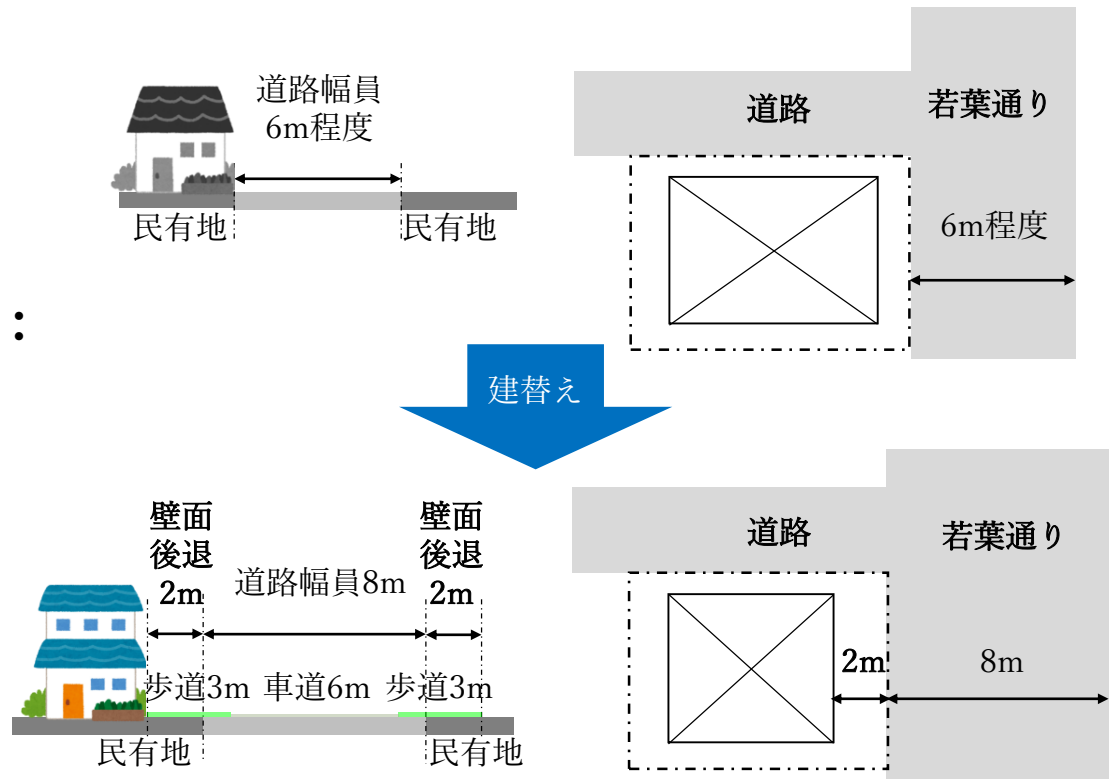 道路幅員
6m程度
民有地
民有地
道路
若葉通り
6m程度
:
建替え
壁面
後退
2m
壁面
後退
2m
道路幅員8m
歩道3m
車道6m
歩道3m
民有地
民有地
道路
若葉通り
2m
8m